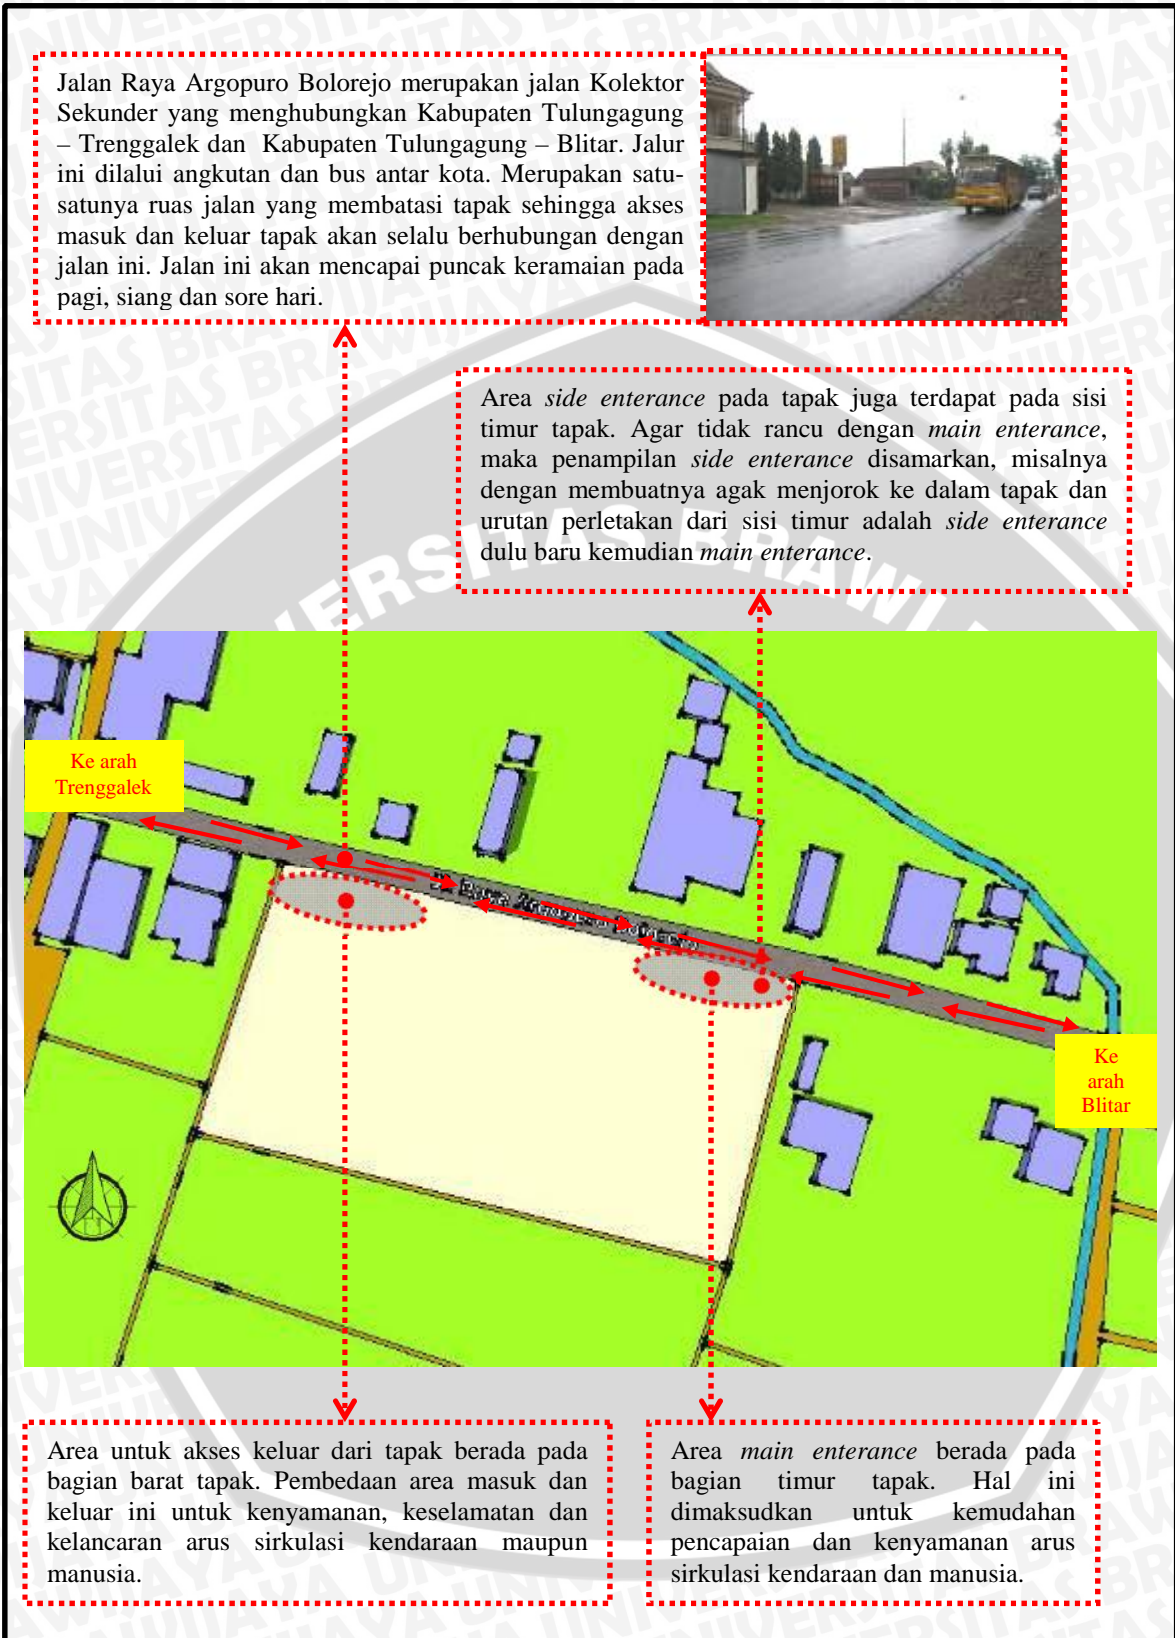 Jalan Raya Argopuro Bolorejo merupakan jalan Kolektor
Sekunder yang menghubungkan Kabupaten Tulungagung
– Trenggalek dan Kabupaten Tulungagung – Blitar. Jalur
ini dilalui angkutan dan bus antar kota. Merupakan satu-
satunya ruas jalan yang membatasi tapak sehingga akses
masuk dan keluar tapak akan selalu berhubungan dengan
jalan ini. Jalan ini akan mencapai puncak keramaian pada
pagi, siang dan sore hari.
Area side enterance pada tapak juga terdapat pada sisi
timur tapak. Agar tidak rancu dengan main enterance,
maka penampilan side enterance disamarkan, misalnya
dengan membuatnya agak menjorok ke dalam tapak dan
urutan perletakan dari sisi timur adalah side enterance
dulu baru kemudian main enterance.
Ke arah
Trenggalek
Raya
Ke
arah
Blitar
Area untuk akses keluar dari tapak berada pada
bagian barat tapak. Pembedaan area masuk dan
keluar ini untuk kenyamanan, keselamatan dan
kelancaran arus sirkulasi kendaraan maupun
manusia.
Area main enterance berada pada
bagian timur tapak. Hal ini
dimaksudkan untuk kemudahan
pencapaian dan kenyamanan arus
sirkulasi kendaraan dan manusia.